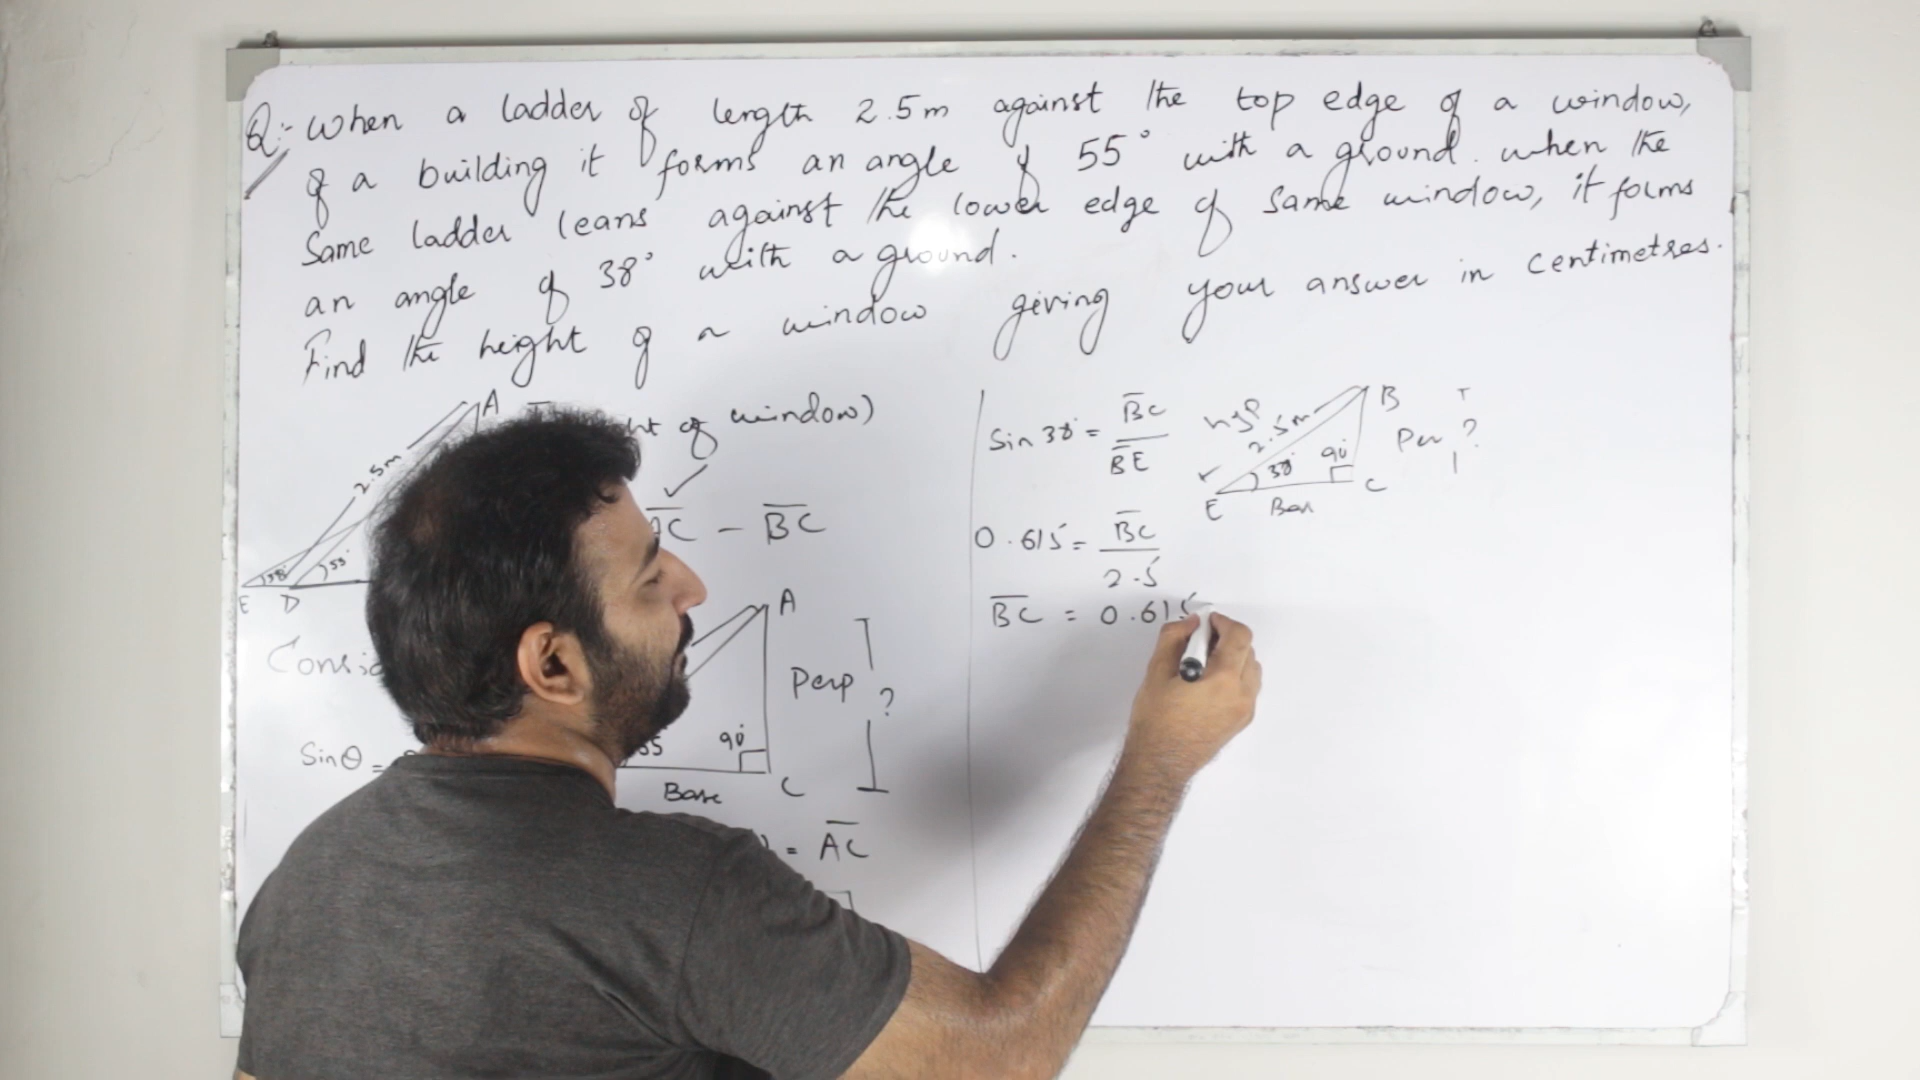 Q:- When a ladder of length 2.5m against the top edge of a window,
of a building it forms an angle of 55° with a ground. when the
Same ladder leans against the lower edge of same window, it forms
an angle of 38° with a ground.
Find the height of a window giving your answer in centimetres.
A
2.5m
38° 55°
E D
of window)
AC - BC
A
Perp ?
55 90°
Base C
Sinθ =
= AC
Sin 38° = BC/BE
B
hyp
2.5m
Per ?
38° 90°
E Base C
0.615 = BC/2.5
BC = 0.615